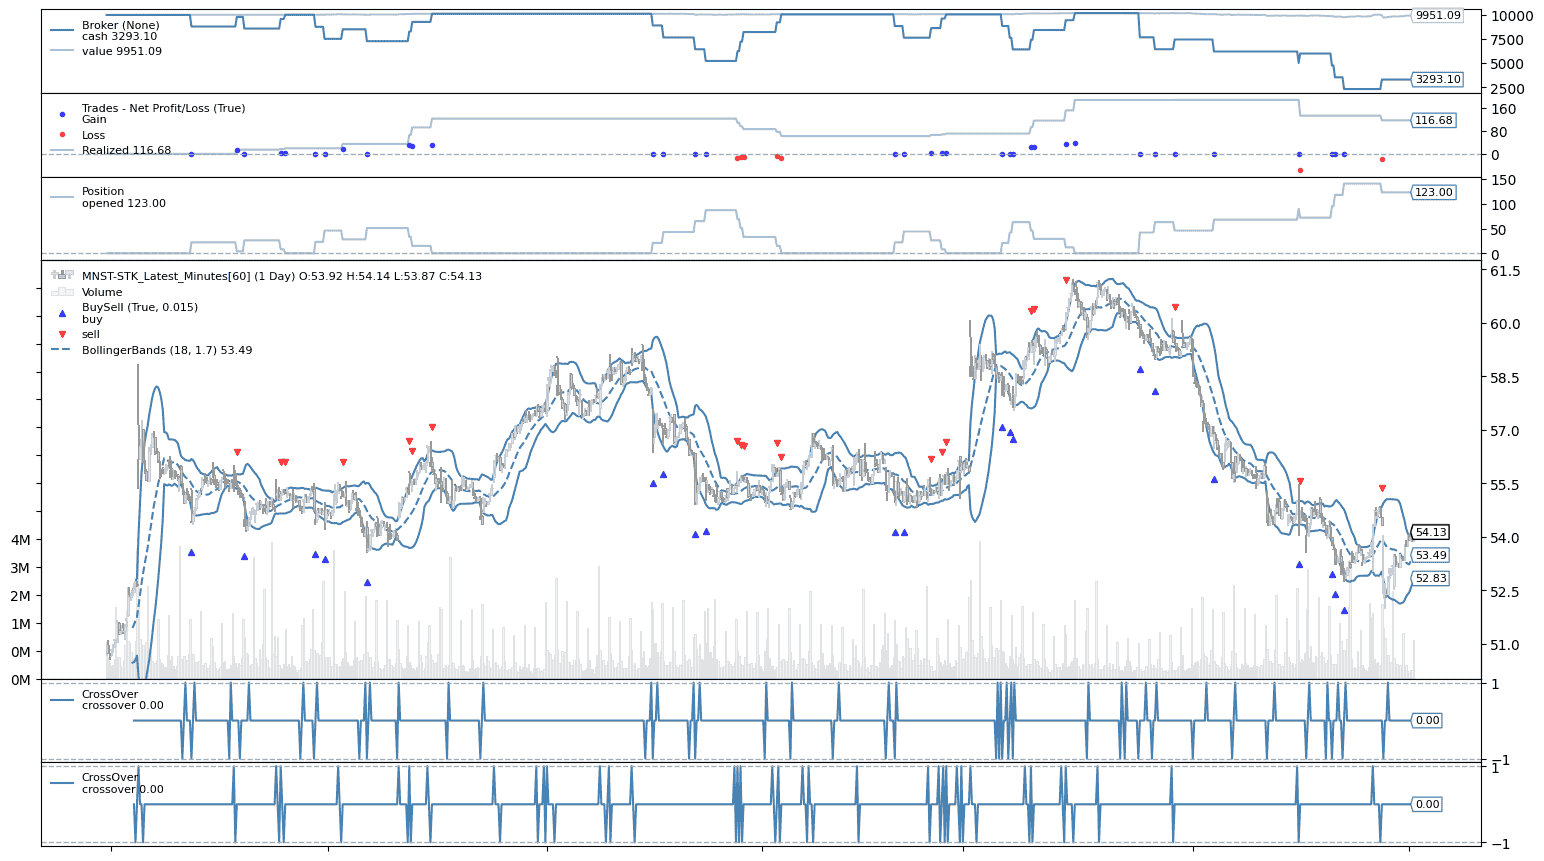 Broker (None)
cash 3293.10
value 9951.09
9951.09
10000
7500
5000
3293.10
2500
Trades - Net Profit/Loss (True)
Gain
Loss
Realized 116.68
160
116.68
80
0
Position
opened 123.00
150
123.00
100
50
0
MNST-STK_Latest_Minutes[60] (1 Day) O:53.92 H:54.14 L:53.87 C:54.13
Volume
BuySell (True, 0.015)
buy
sell
BollingerBands (18, 1.7) 53.49
61.5
60.0
58.5
57.0
55.5
54.13
54.0
53.49
52.83
52.5
51.0
4M
3M
2M
1M
0M
0M
CrossOver
crossover 0.00
1
0.00
−1
CrossOver
crossover 0.00
1
0.00
−1